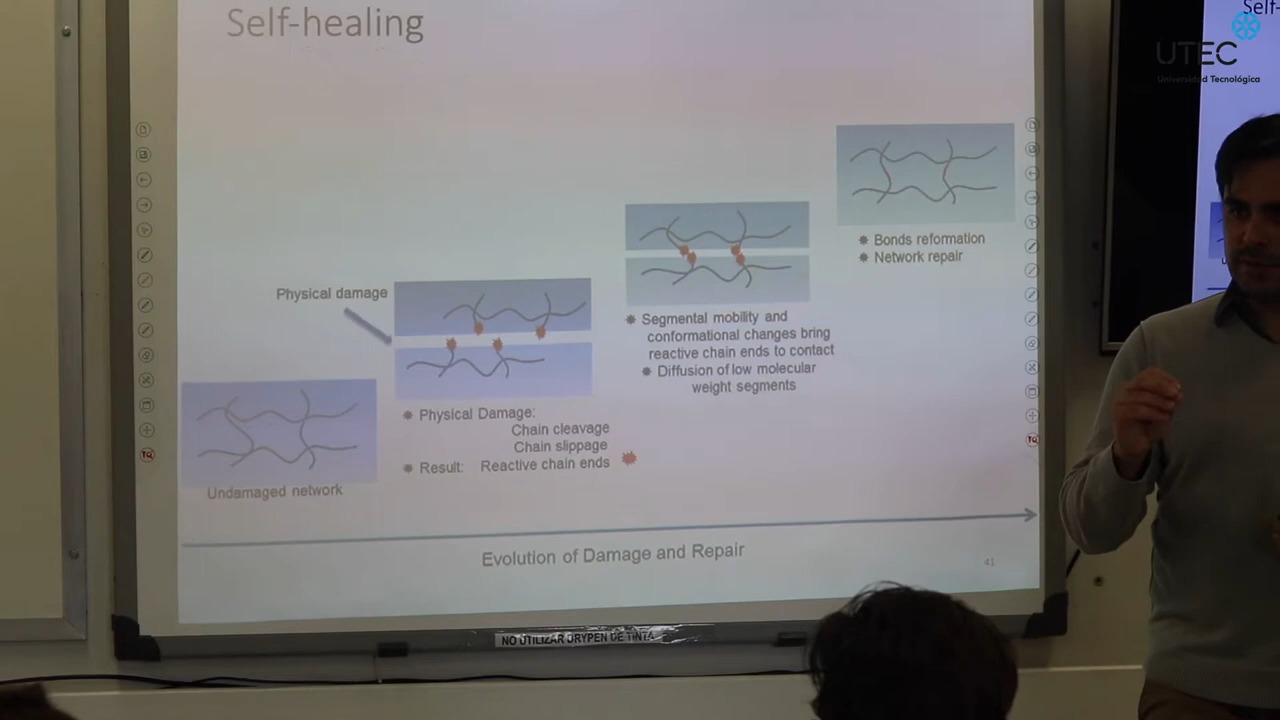 Self-healing
Self-
UTEC
Universidad Tecnológica
Bonds reformation
Network repair
Physical damage
Segmental mobility and
conformational changes bring
reactive chain ends to contact
Diffusion of low molecular
weight segments
Physical Damage:
Chain cleavage
Chain slippage
Result: Reactive chain ends
Undamaged network
Evolution of Damage and Repair
41
NO UTILIZAR DRYPEN DE TINTA